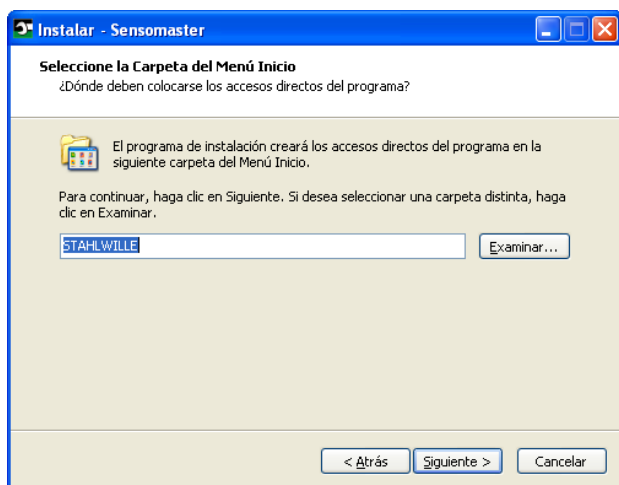 Instalar - Sensomaster
Seleccione la Carpeta del Menú Inicio
¿Dónde deben colocarse los accesos directos del programa?
El programa de instalación creará los accesos directos del programa en la
siguiente carpeta del Menú Inicio.
Para continuar, haga clic en Siguiente. Si desea seleccionar una carpeta distinta, haga
clic en Examinar.
STAHLWILLE
Examinar...
< Atrás
Siguiente >
Cancelar